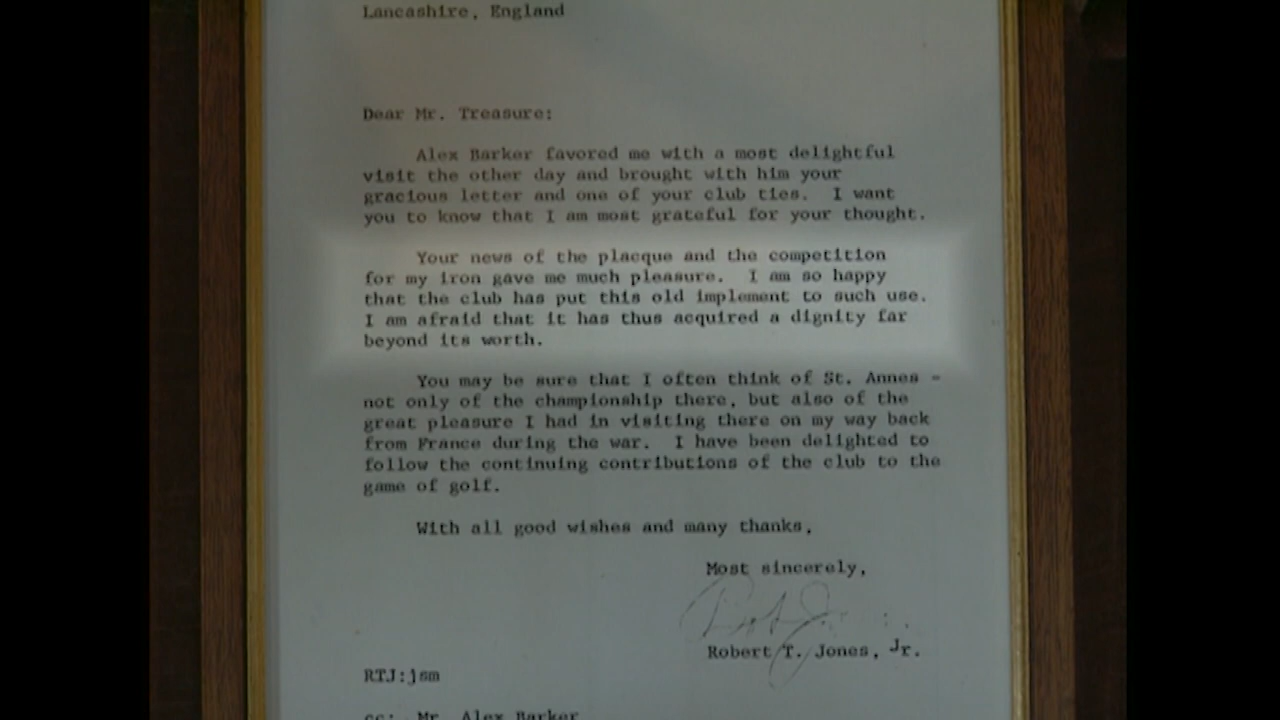 Lancashire, England
Dear Mr. Treasure:
Alex Barker favored me with a most delightful
visit the other day and brought with him your
gracious letter and one of your club ties. I want
you to know that I am most grateful for your thought.
Your news of the placque and the competition
for my iron gave me much pleasure. I am so happy
that the club has put this old implement to such use.
I am afraid that it has thus acquired a dignity far
beyond its worth.
You may be sure that I often think of St. Annes -
not only of the championship there, but also of the
great pleasure I had in visiting there on my way back
from France during the war. I have been delighted to
follow the continuing contributions of the club to the
game of golf.
With all good wishes and many thanks,
Most sincerely,
Robert T. Jones, Jr.
RTJ:jsm
cc: Mr. Alex Barker